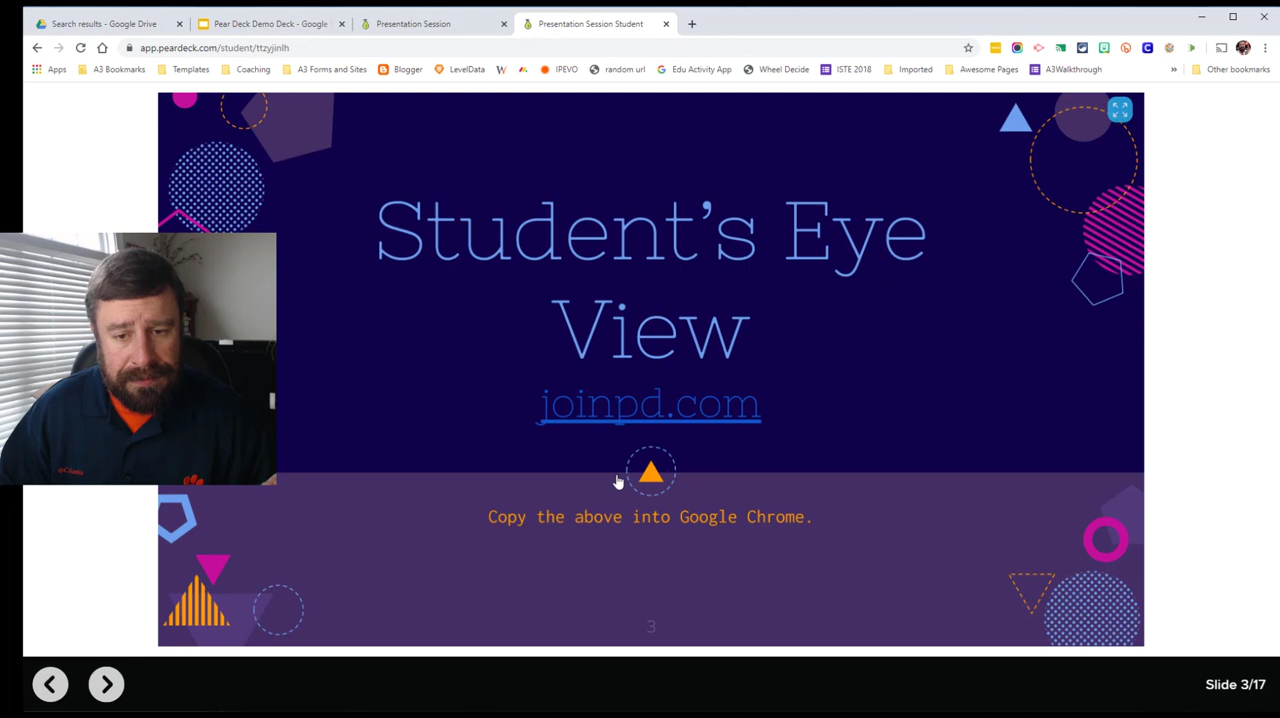 Search results - Google Drive
Pear Deck Demo Deck - Google
Presentation Session
Presentation Session Student
app.peardeck.com/student/ttzyjinlh
Apps
A3 Bookmarks
Templates
Coaching
A3 Forms and Sites
Blogger
LevelData
IPEVO
random url
Edu Activity App
Wheel Decide
ISTE 2018
Imported
Awesome Pages
A3Walkthrough
»
Other bookmarks
Student's Eye
View
joinpd.com
Copy the above into Google Chrome.
3
Columbia
Slide 3/17